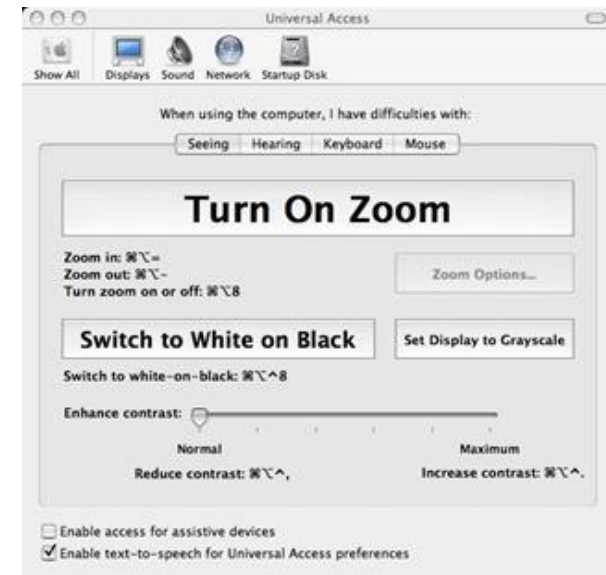 Universal Access
Show All Displays Sound Network Startup Disk
When using the computer, I have difficulties with:
Seeing Hearing Keyboard Mouse
Turn On Zoom
Zoom in: ⌘⌥=
Zoom out: ⌘⌥-
Turn zoom on or off: ⌘⌥8
Zoom Options...
Switch to White on Black Set Display to Grayscale
Switch to white-on-black: ⌘⌥^8
Enhance contrast:
Normal Maximum
Reduce contrast: ⌘⌥^, Increase contrast: ⌘⌥^.
Enable access for assistive devices
Enable text-to-speech for Universal Access preferences